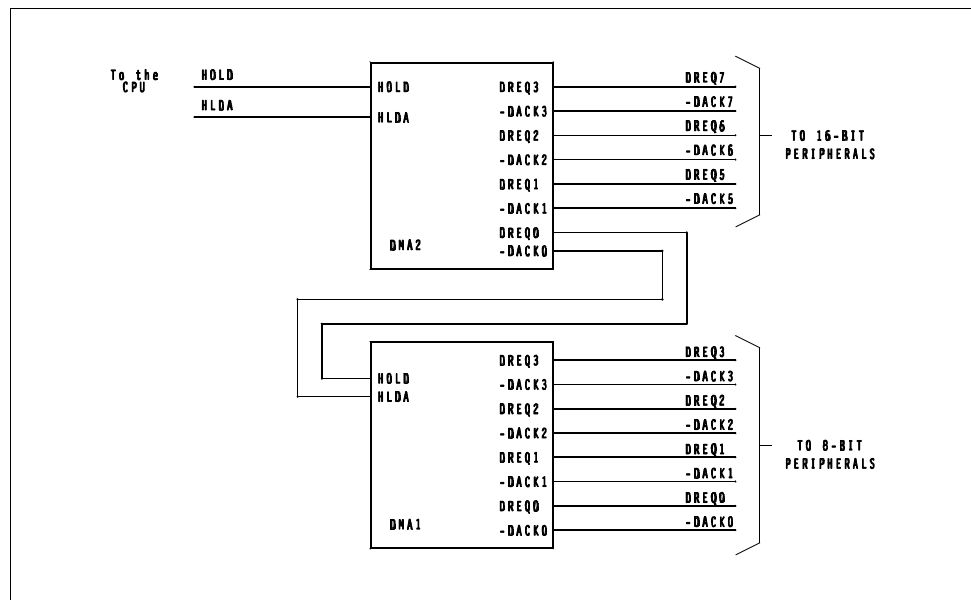 To the
CPU
HOLD
HLDA
HOLD
HLDA
DMA2
DREQ3
-DACK3
DREQ2
-DACK2
DREQ1
-DACK1
DREQ0
-DACK0
DREQ7
-DACK7
DREQ6
-DACK6
DREQ5
-DACK5
TO 16-BIT
PERIPHERALS
HOLD
HLDA
DMA1
DREQ3
-DACK3
DREQ2
-DACK2
DREQ1
-DACK1
DREQ0
-DACK0
DREQ3
-DACK3
DREQ2
-DACK2
DREQ1
-DACK1
DREQ0
-DACK0
TO 8-BIT
PERIPHERALS